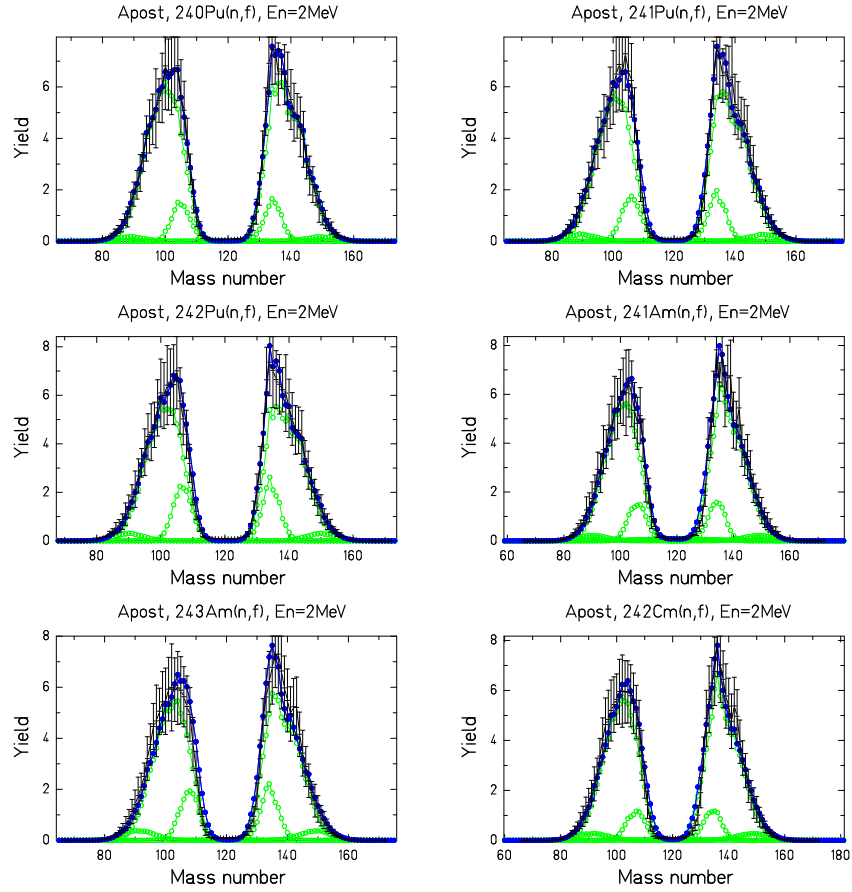 Apost, 240Pu(n,f), En=2MeV
Yield
6
4
2
0
80 100 120 140 160
Mass number
Apost, 241Pu(n,f), En=2MeV
Yield
6
4
2
0
80 100 120 140 160
Mass number
Apost, 242Pu(n,f), En=2MeV
Yield
8
6
4
2
0
80 100 120 140 160
Mass number
Apost, 241Am(n,f), En=2MeV
Yield
8
6
4
2
0
60 80 100 120 140 160
Mass number
Apost, 243Am(n,f), En=2MeV
Yield
8
6
4
2
0
80 100 120 140 160
Mass number
Apost, 242Cm(n,f), En=2MeV
Yield
8
6
4
2
0
60 80 100 120 140 160 180
Mass number